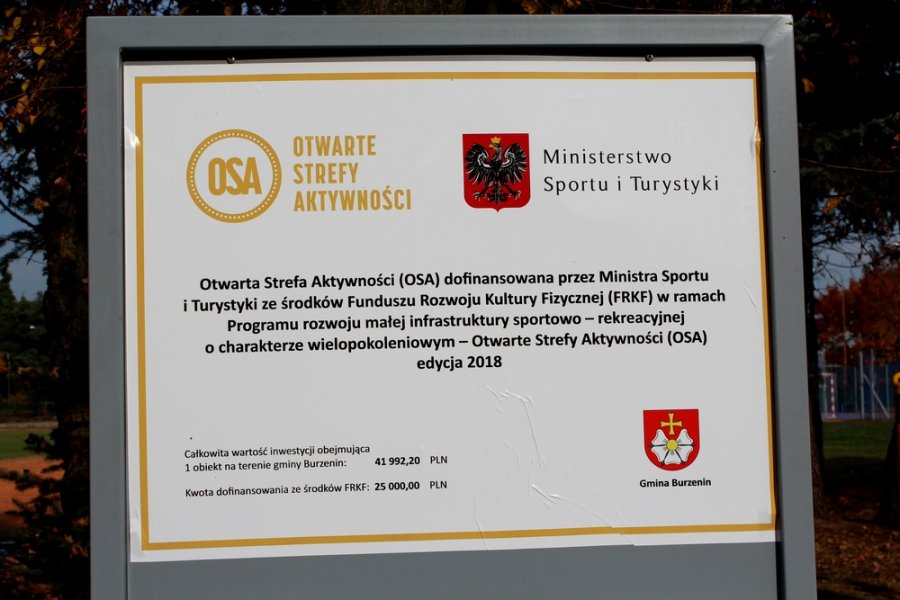 OSA
OTWARTE
STREFY
AKTYWNOŚCI
Ministerstwo
Sportu i Turystyki
Otwarta Strefa Aktywności (OSA) dofinansowana przez Ministra Sportu
i Turystyki ze środków Funduszu Rozwoju Kultury Fizycznej (FRKF) w ramach
Programu rozwoju małej infrastruktury sportowo – rekreacyjnej
o charakterze wielopokoleniowym – Otwarte Strefy Aktywności (OSA)
edycja 2018
Całkowita wartość inwestycji obejmująca
1 obiekt na terenie gminy Burzenin: 41 992,20 PLN
Kwota dofinansowania ze środków FRKF: 25 000,00 PLN
Gmina Burzenin